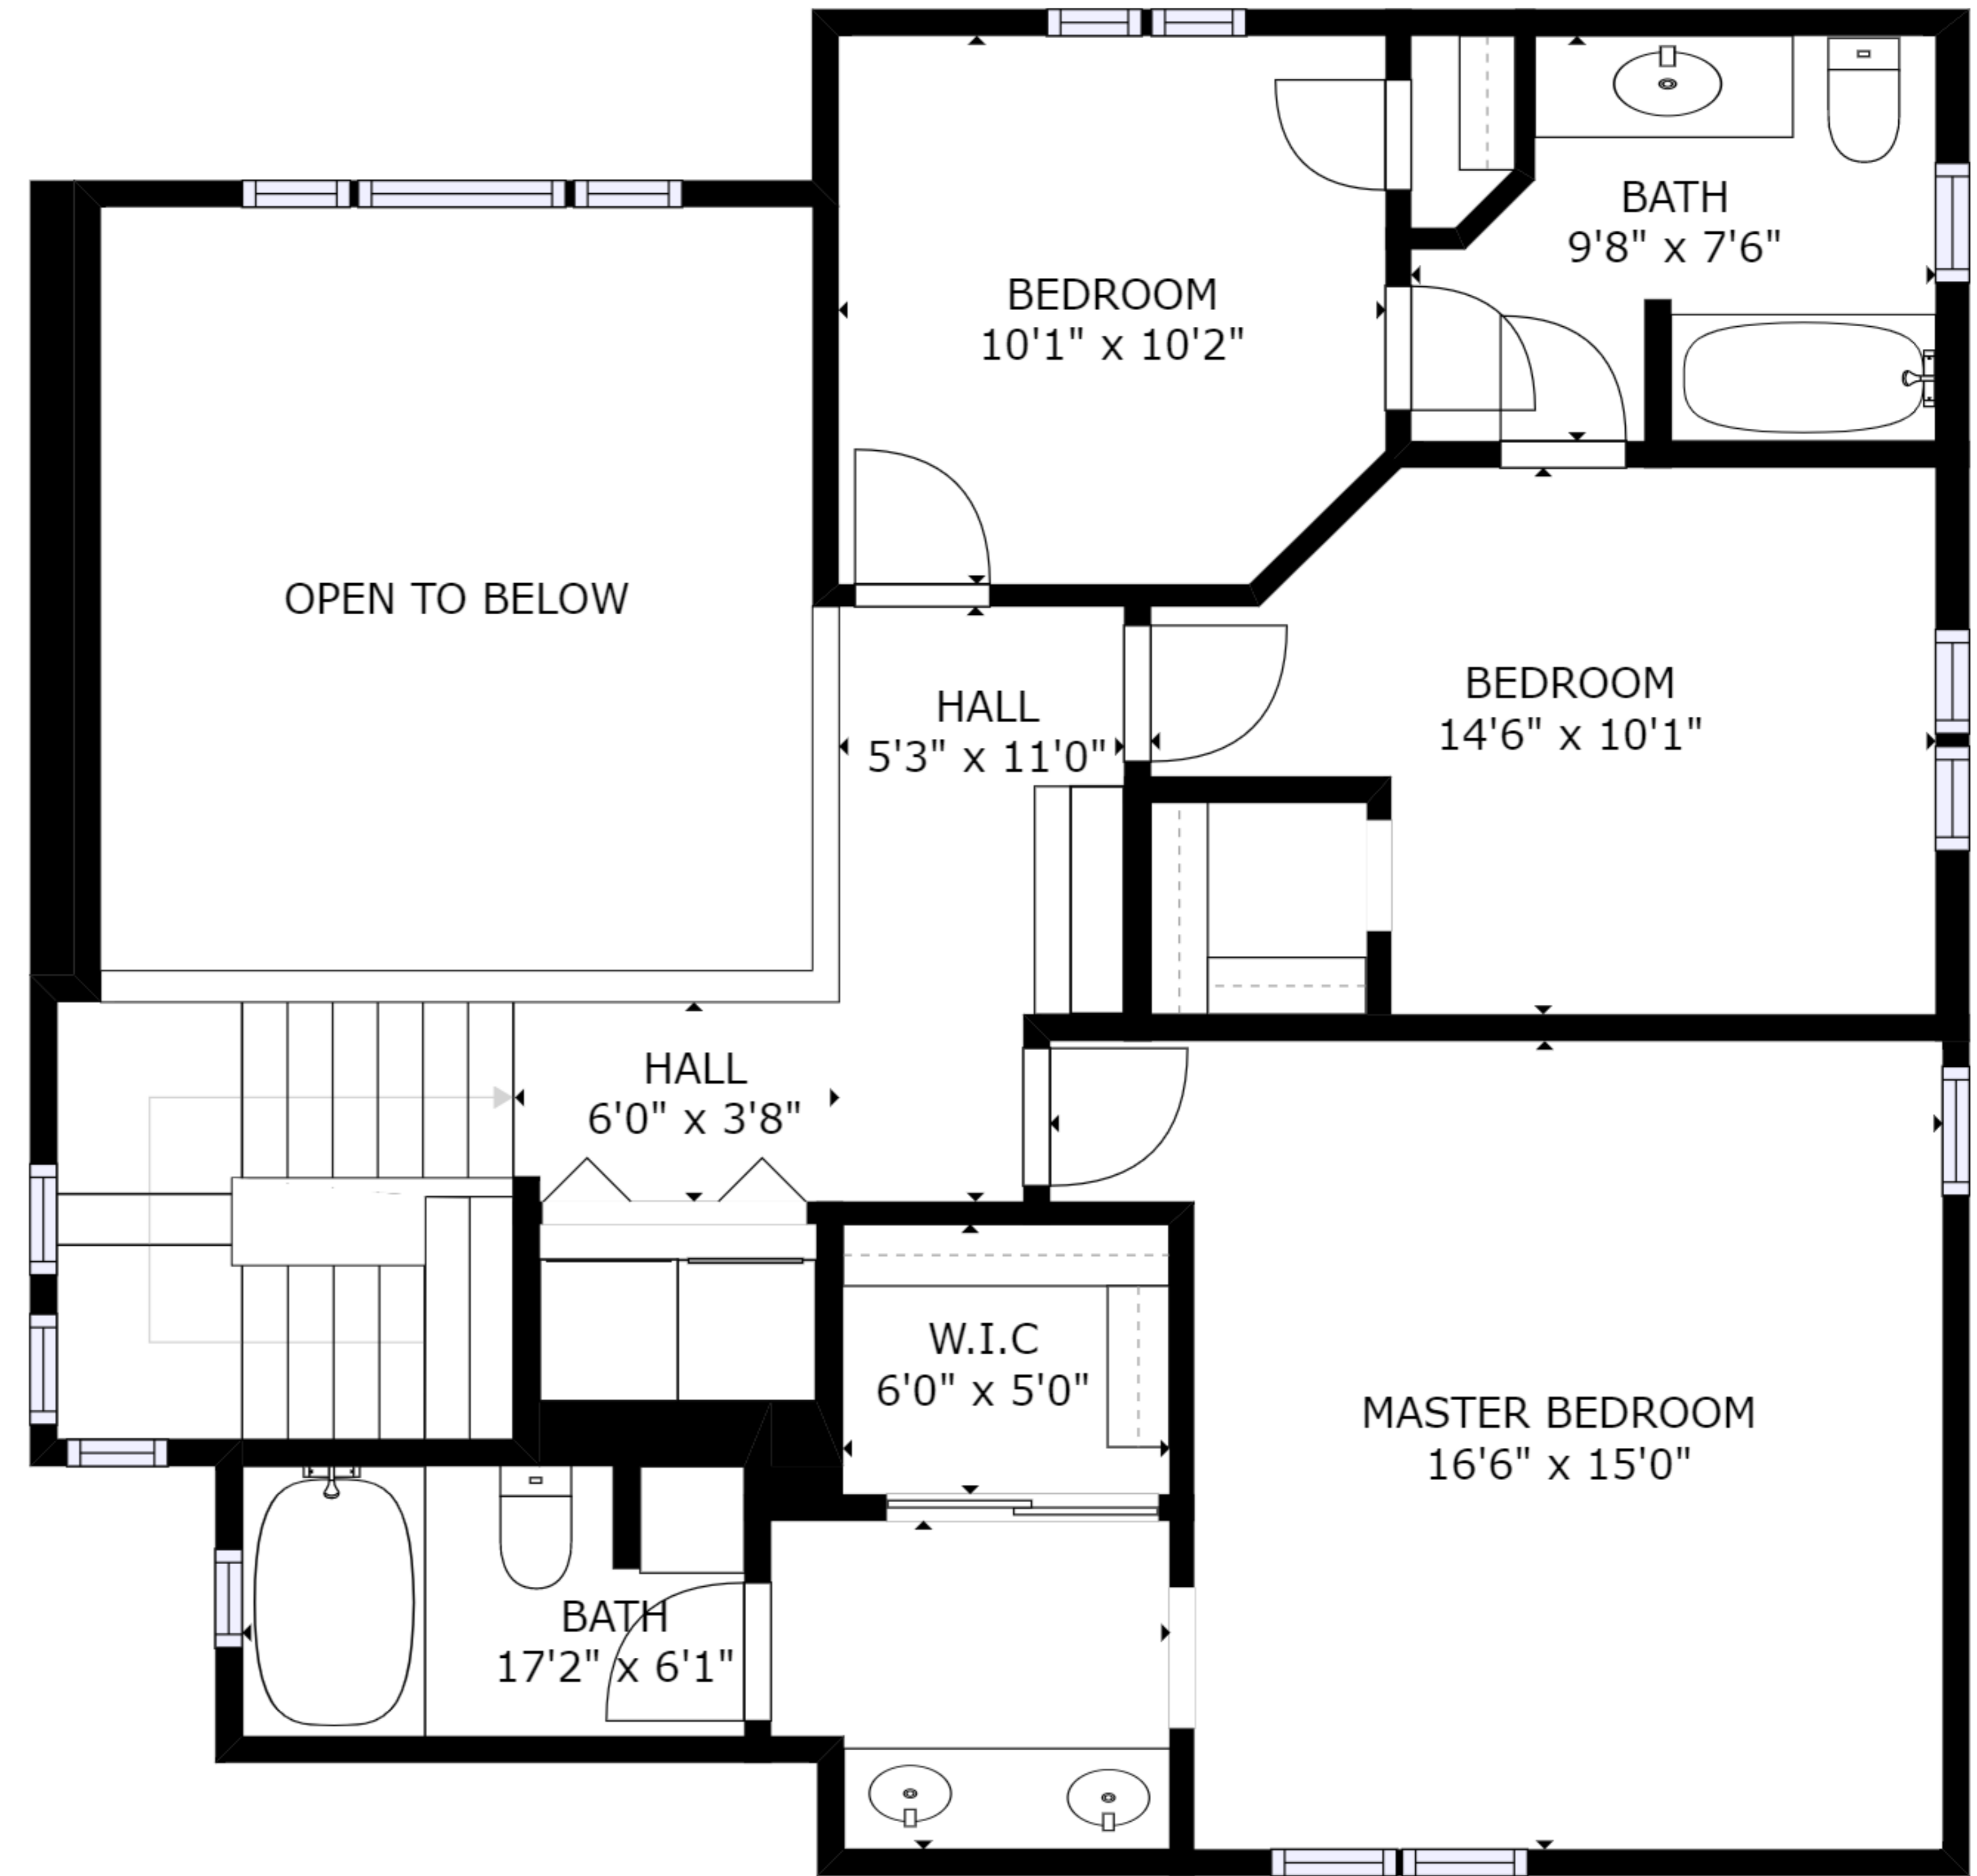 BATH
9'8" x 7'6"
BEDROOM
10'1" x 10'2"
OPEN TO BELOW
HALL
5'3" x 11'0"
BEDROOM
14'6" x 10'1"
HALL
6'0" x 3'8"
W.I.C
6'0" x 5'0"
MASTER BEDROOM
16'6" x 15'0"
BATH
17'2" x 6'1"